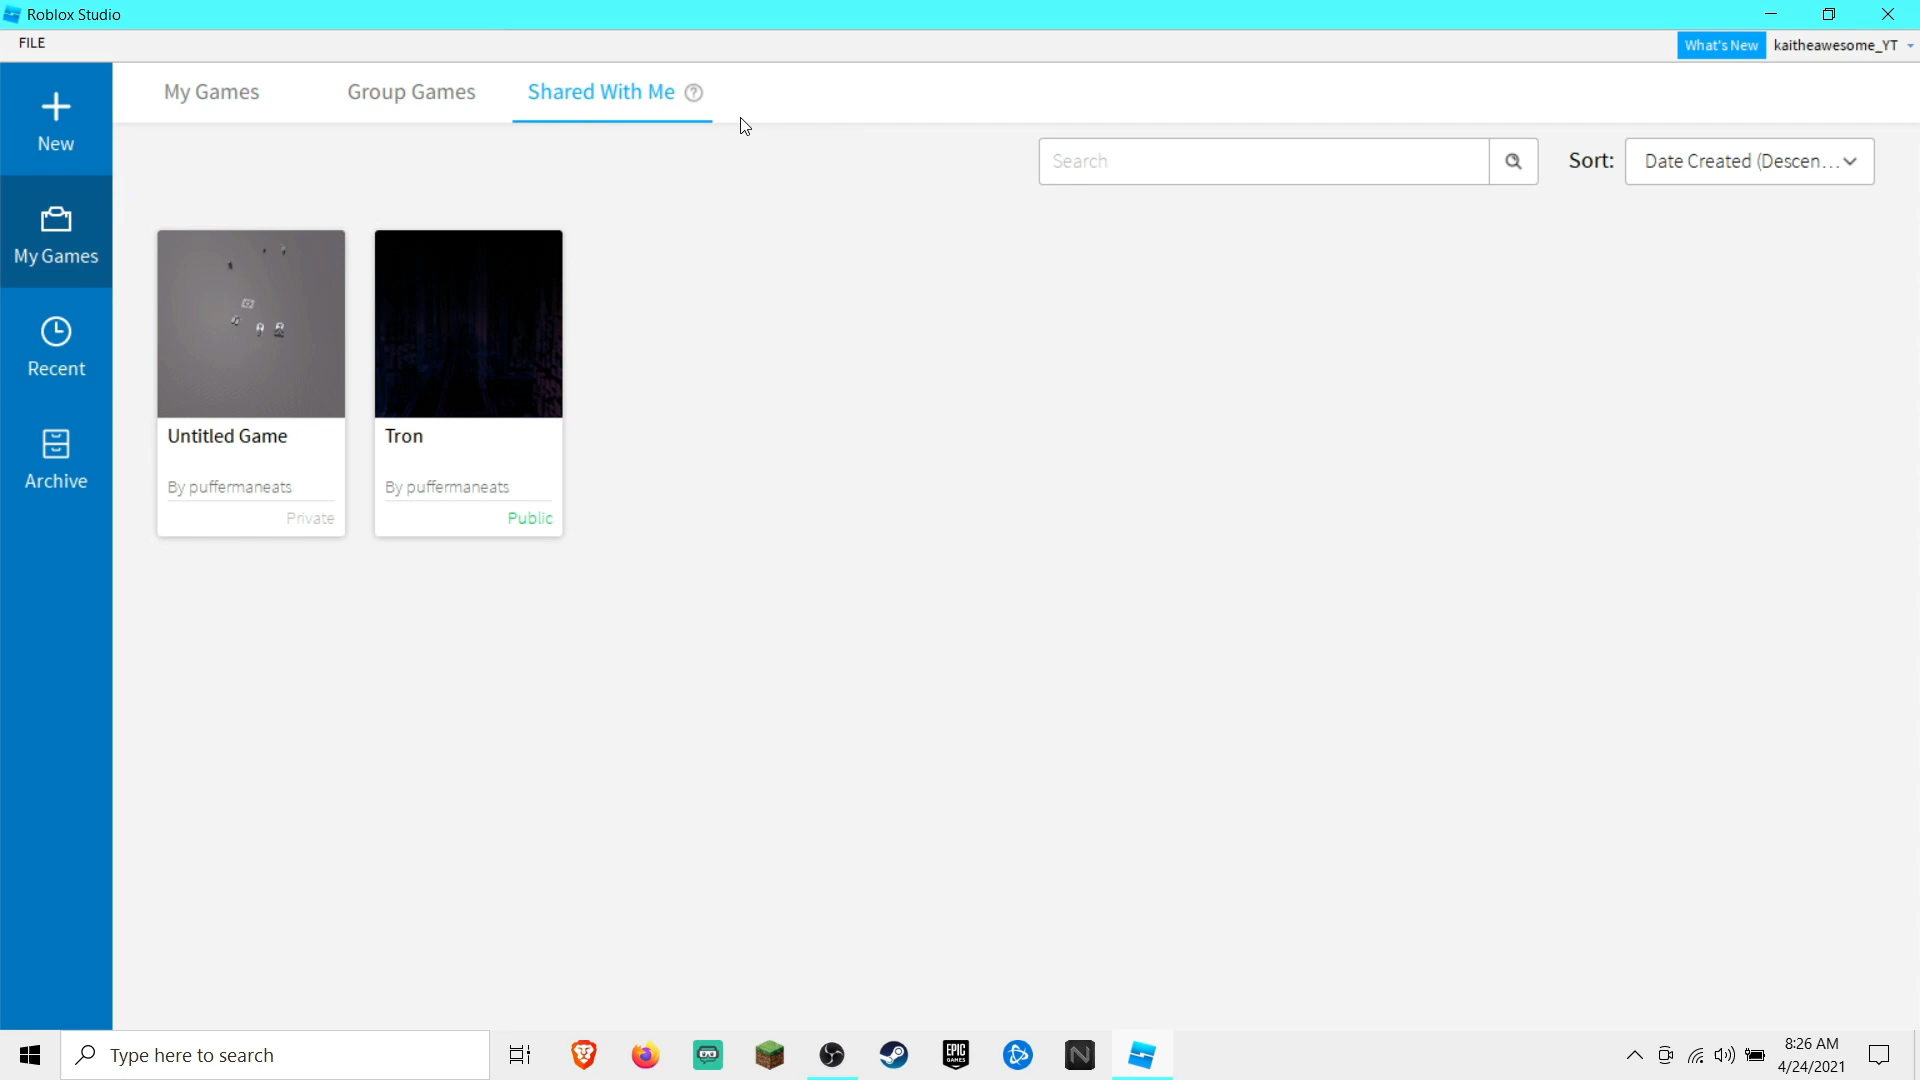 Roblox Studio
FILE
What's New
kaitheawesome_YT
New
My Games
Recent
Archive
My Games
Group Games
Shared With Me
?
Search
Sort:
Date Created (Descen...
Untitled Game
By puffermaneats
Private
Tron
By puffermaneats
Public
Type here to search
EPIC
GAMES
N
8:26 AM
4/24/2021